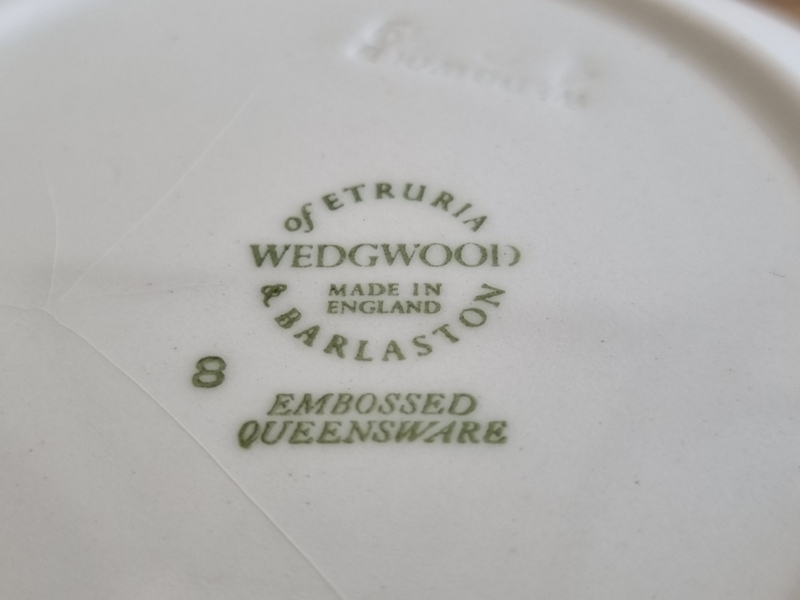 of ETRURIA
WEDGWOOD
MADE IN
ENGLAND
& BARLASTON
8
EMBOSSED
QUEENSWARE